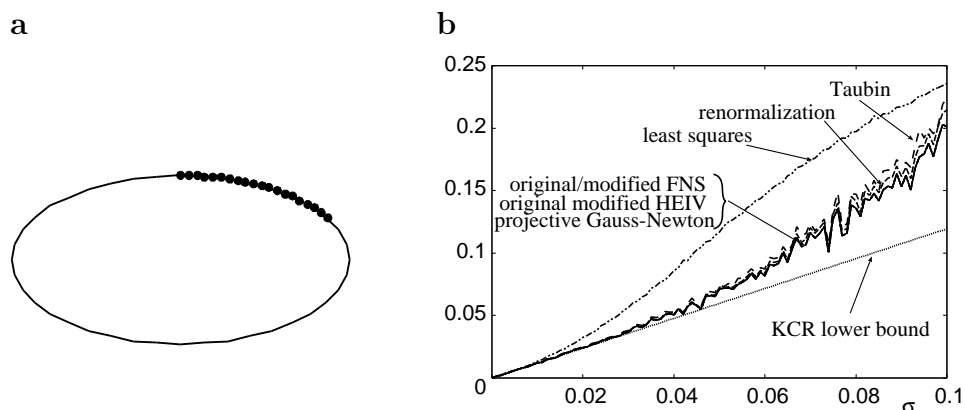 a
b
0.25
0.2
0.15
0.1
0.05
0
0.02
0.04
0.06
0.08
σ
0.1
Taubin
renormalization
least squares
original/modified FNS
original modified HEIV
projective Gauss-Newton
KCR lower bound